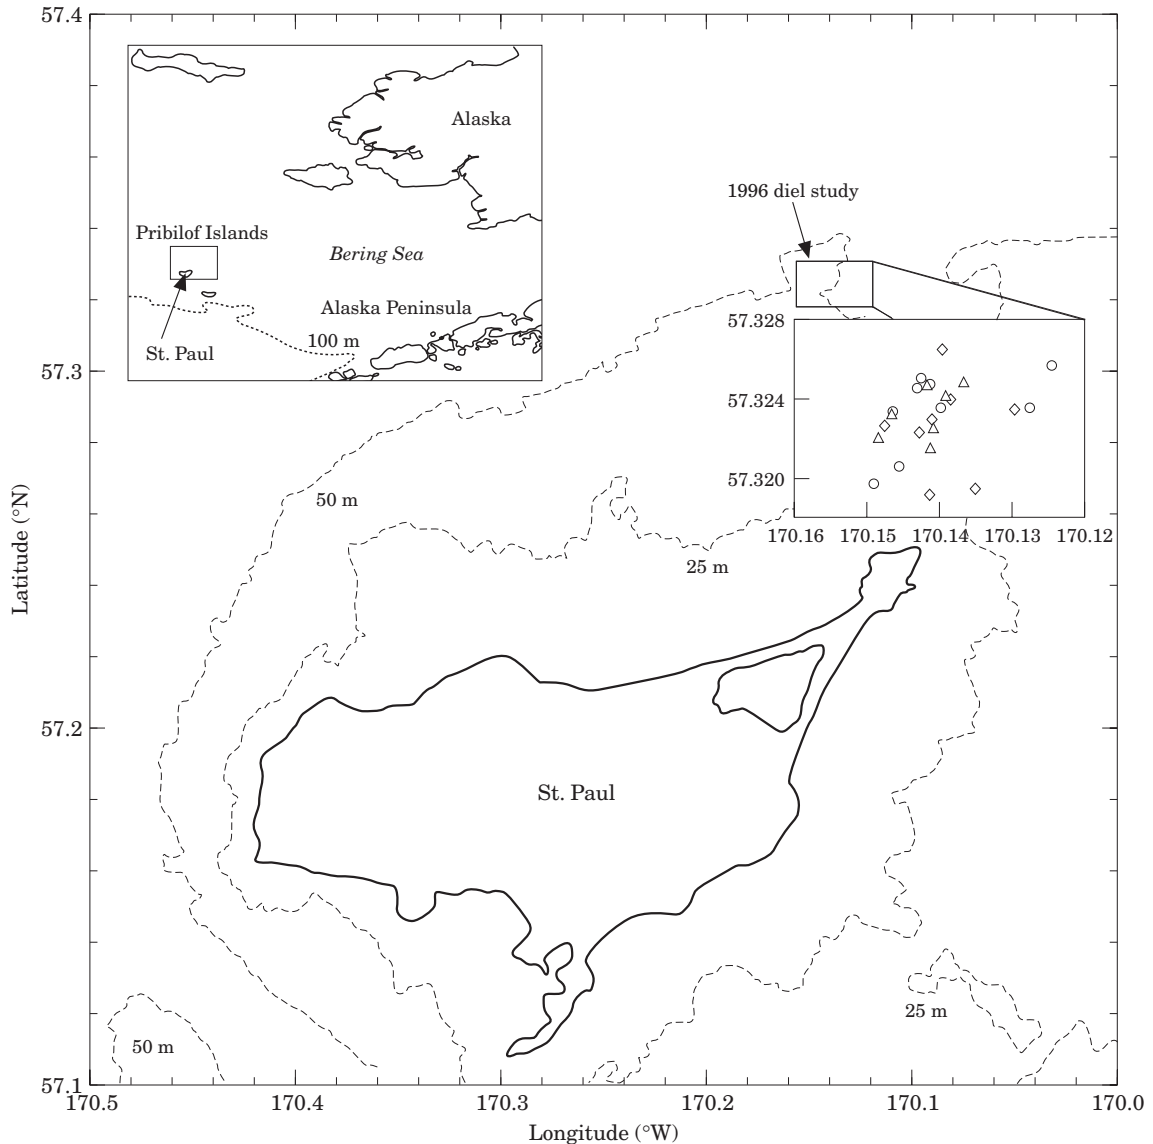 57.4
Alaska
1996 diel study
Pribilof Islands
Bering Sea
Alaska Peninsula
100 m
St. Paul
57.328
57.3
57.324
57.320
50 m
170.16 170.15 170.14 170.13 170.12
25 m
Latitude (°N)
57.2
St. Paul
25 m
50 m
57.1
170.5 170.4 170.3 170.2 170.1 170.0
Longitude (°W)